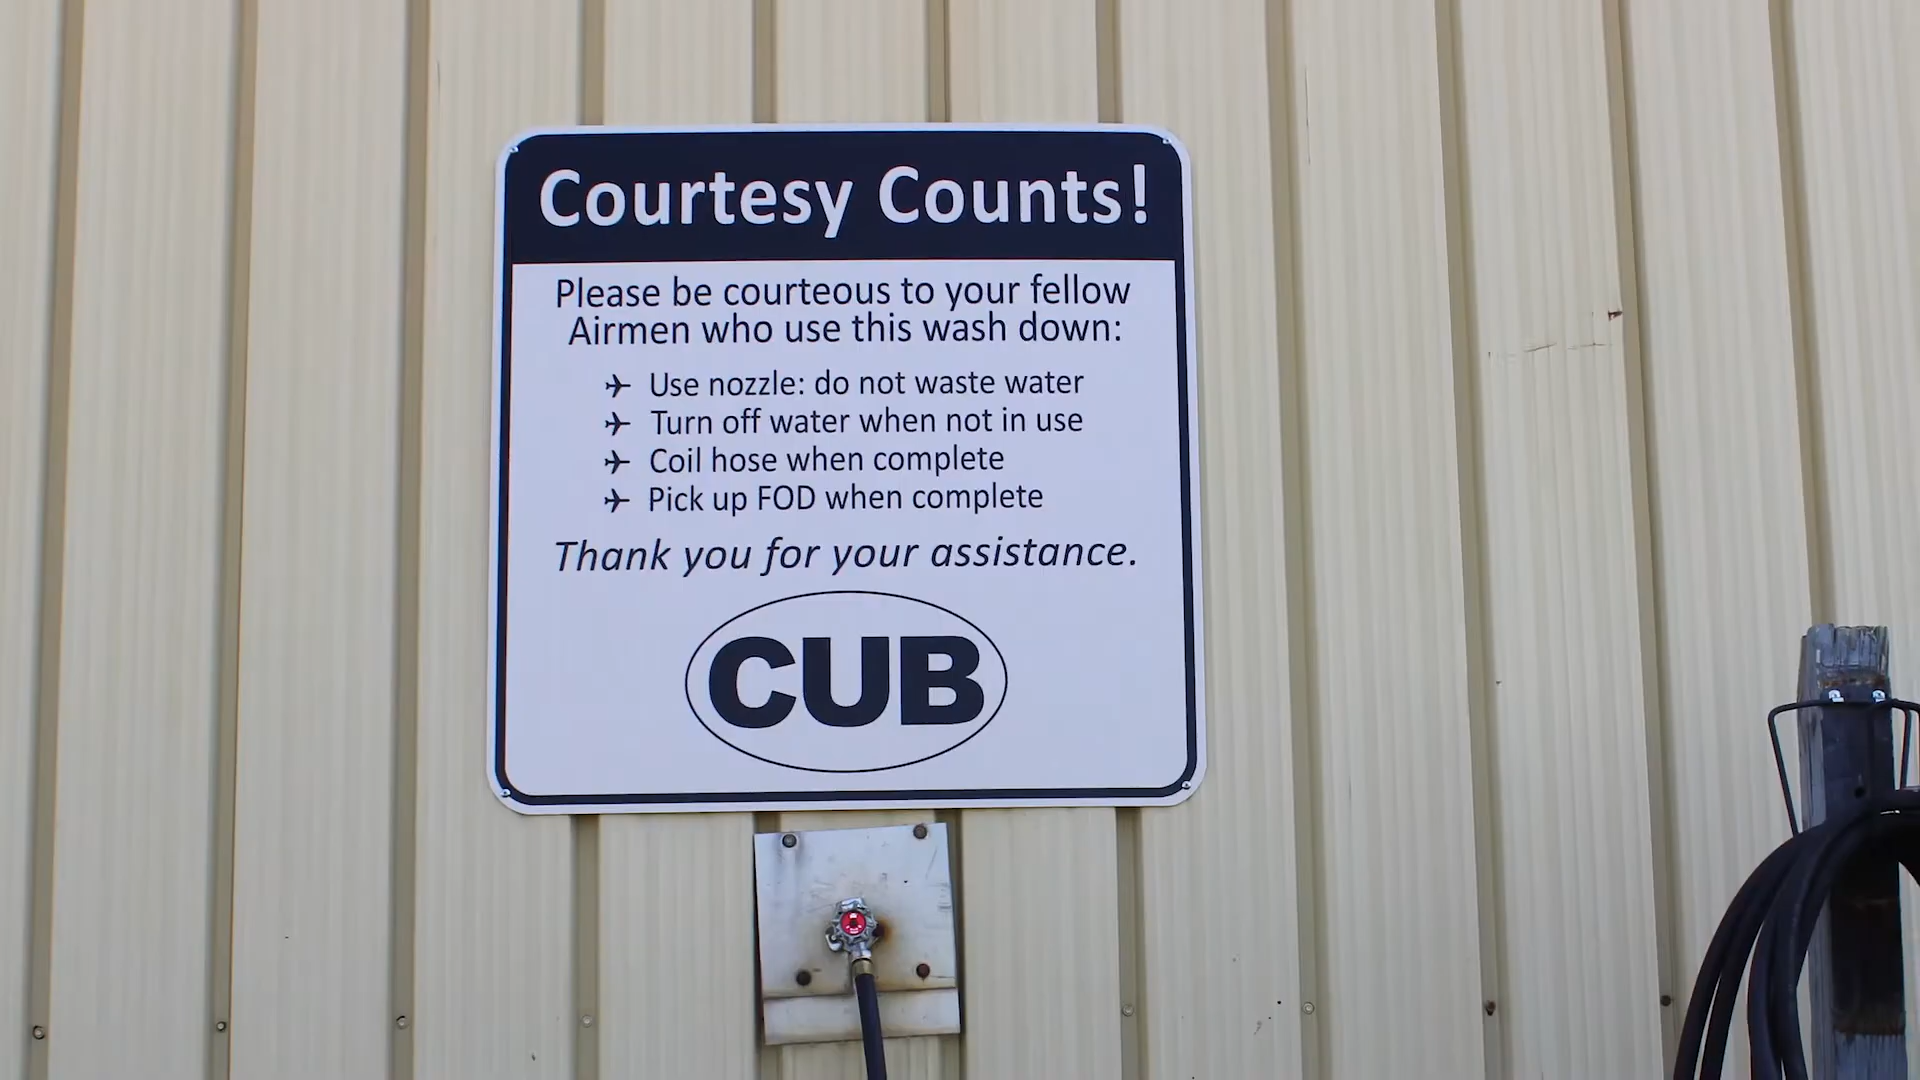 Courtesy Counts!
Please be courteous to your fellow
Airmen who use this wash down:
Use nozzle: do not waste water
Turn off water when not in use
Coil hose when complete
Pick up FOD when complete
Thank you for your assistance.
CUB